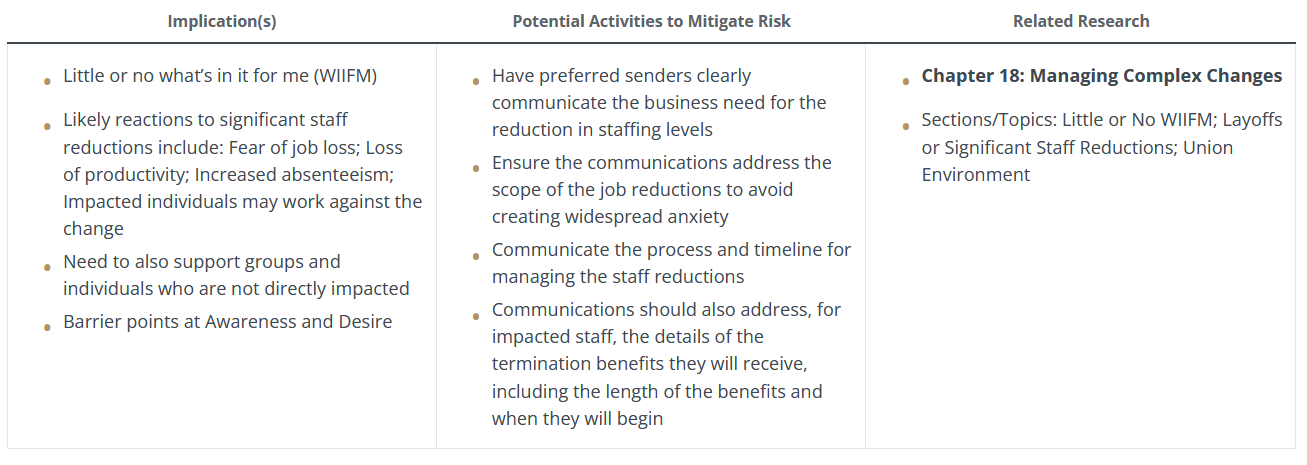 Implication(s)
Potential Activities to Mitigate Risk
Related Research
Little or no what’s in it for me (WIIFM)
Likely reactions to significant staff
reductions include: Fear of job loss; Loss
of productivity; Increased absenteeism;
Impacted individuals may work against the
change
Need to also support groups and
individuals who are not directly impacted
Barrier points at Awareness and Desire
Have preferred senders clearly
communicate the business need for the
reduction in staffing levels
Ensure the communications address the
scope of the job reductions to avoid
creating widespread anxiety
Communicate the process and timeline for
managing the staff reductions
Communications should also address, for
impacted staff, the details of the
termination benefits they will receive,
including the length of the benefits and
when they will begin
Chapter 18: Managing Complex Changes
Sections/Topics: Little or No WIIFM; Layoffs
or Significant Staff Reductions; Union
Environment